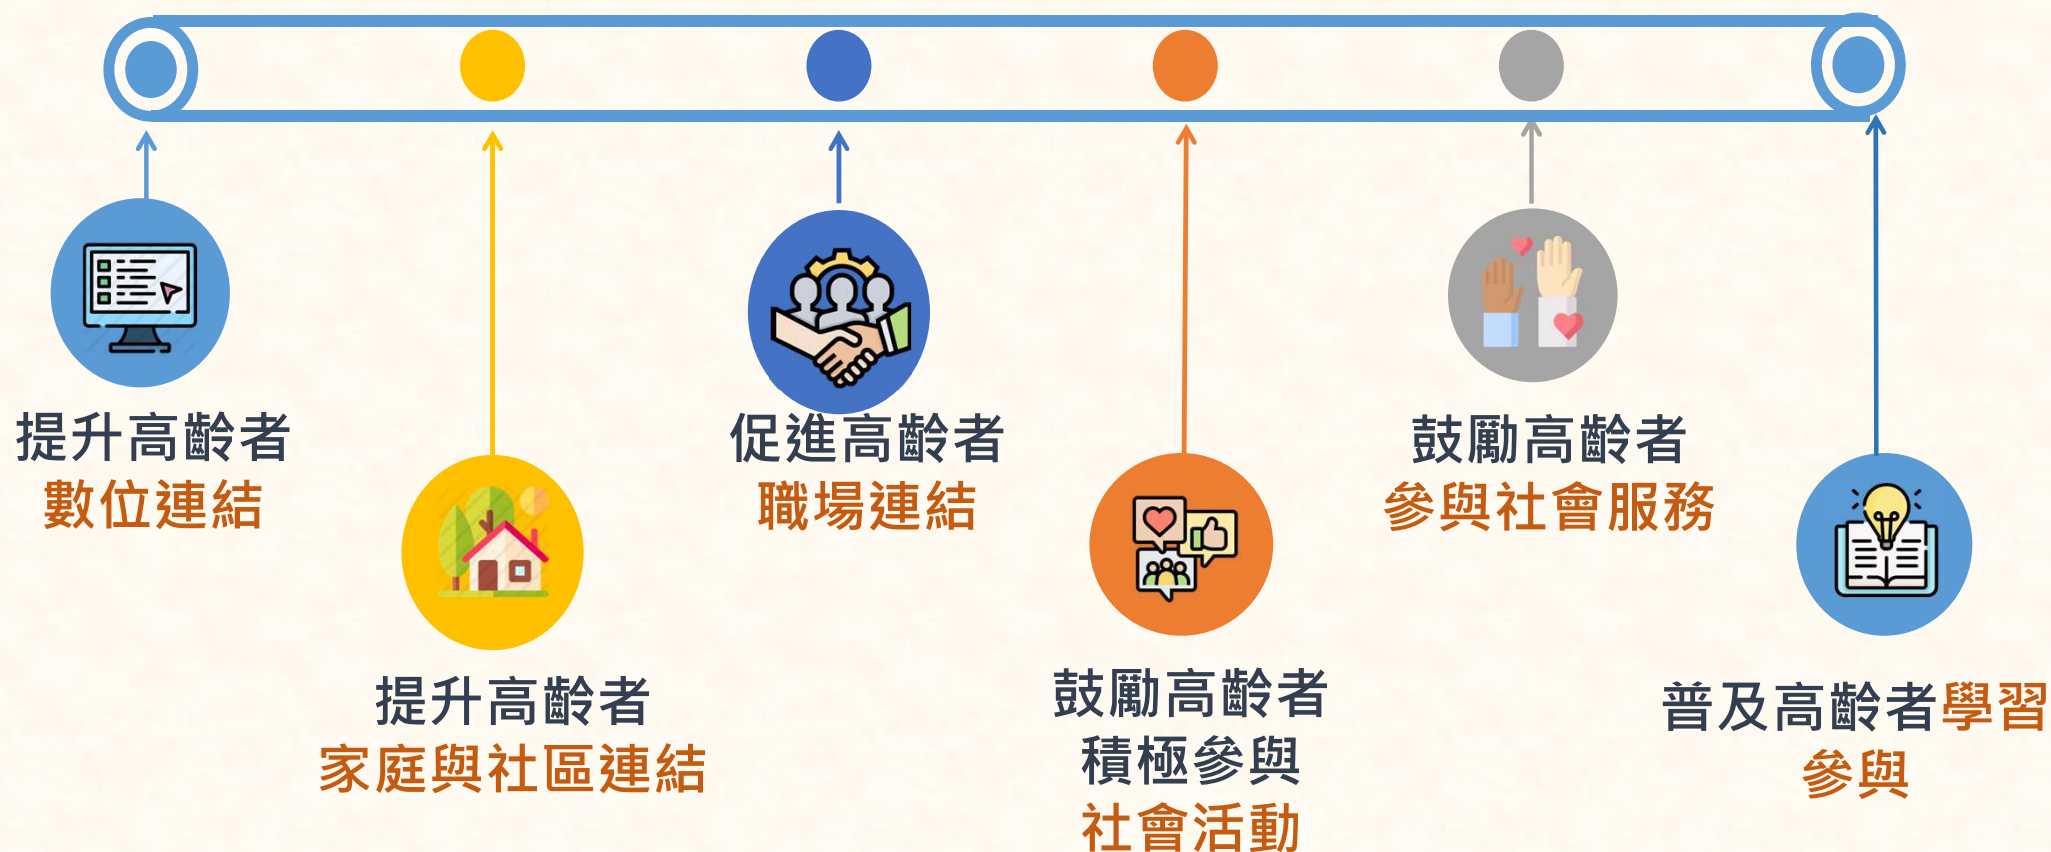 提升高齡者
數位連結
提升高齡者
家庭與社區連結
促進高齡者
職場連結
鼓勵高齡者
積極參與
社會活動
鼓勵高齡者
參與社會服務
普及高齡者學習
參與